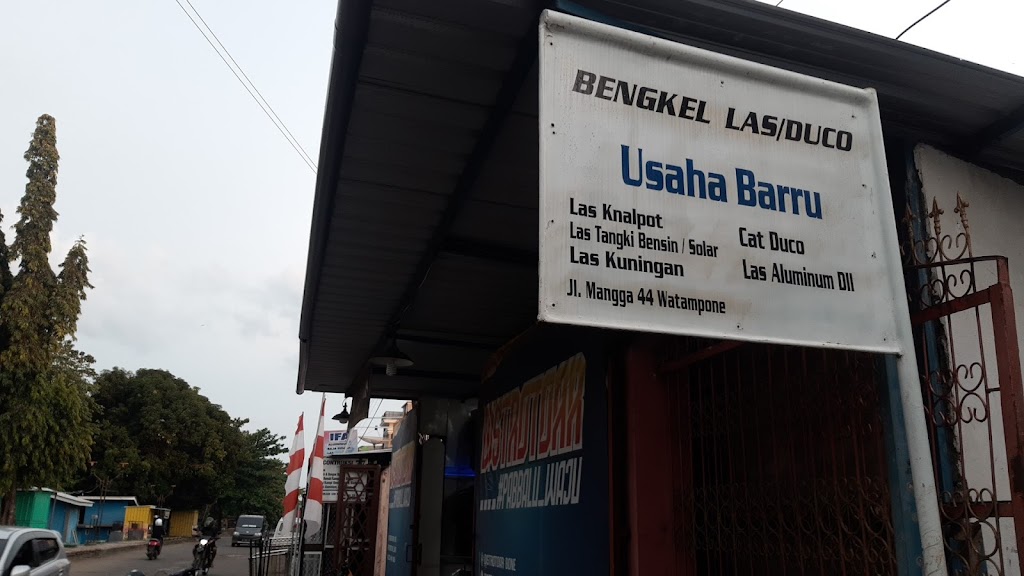 BENGKEL LAS/DUCO
Usaha Barru
Las Knalpot
Las Tangki Bensin / Solar
Las Kuningan
Cat Duco
Las Aluminum Dll
Jl. Mangga 44 Watampone
IFA